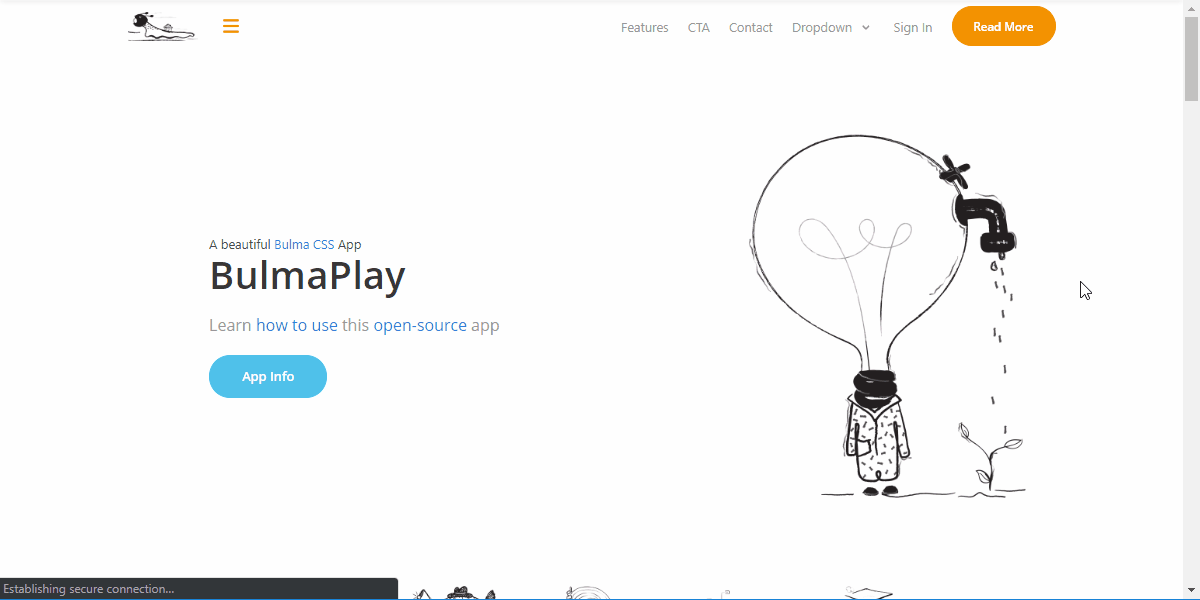 Features CTA Contact Dropdown Sign In Read More
A beautiful Bulma CSS App
BulmaPlay
Learn how to use this open-source app
App Info
Establishing secure connection...